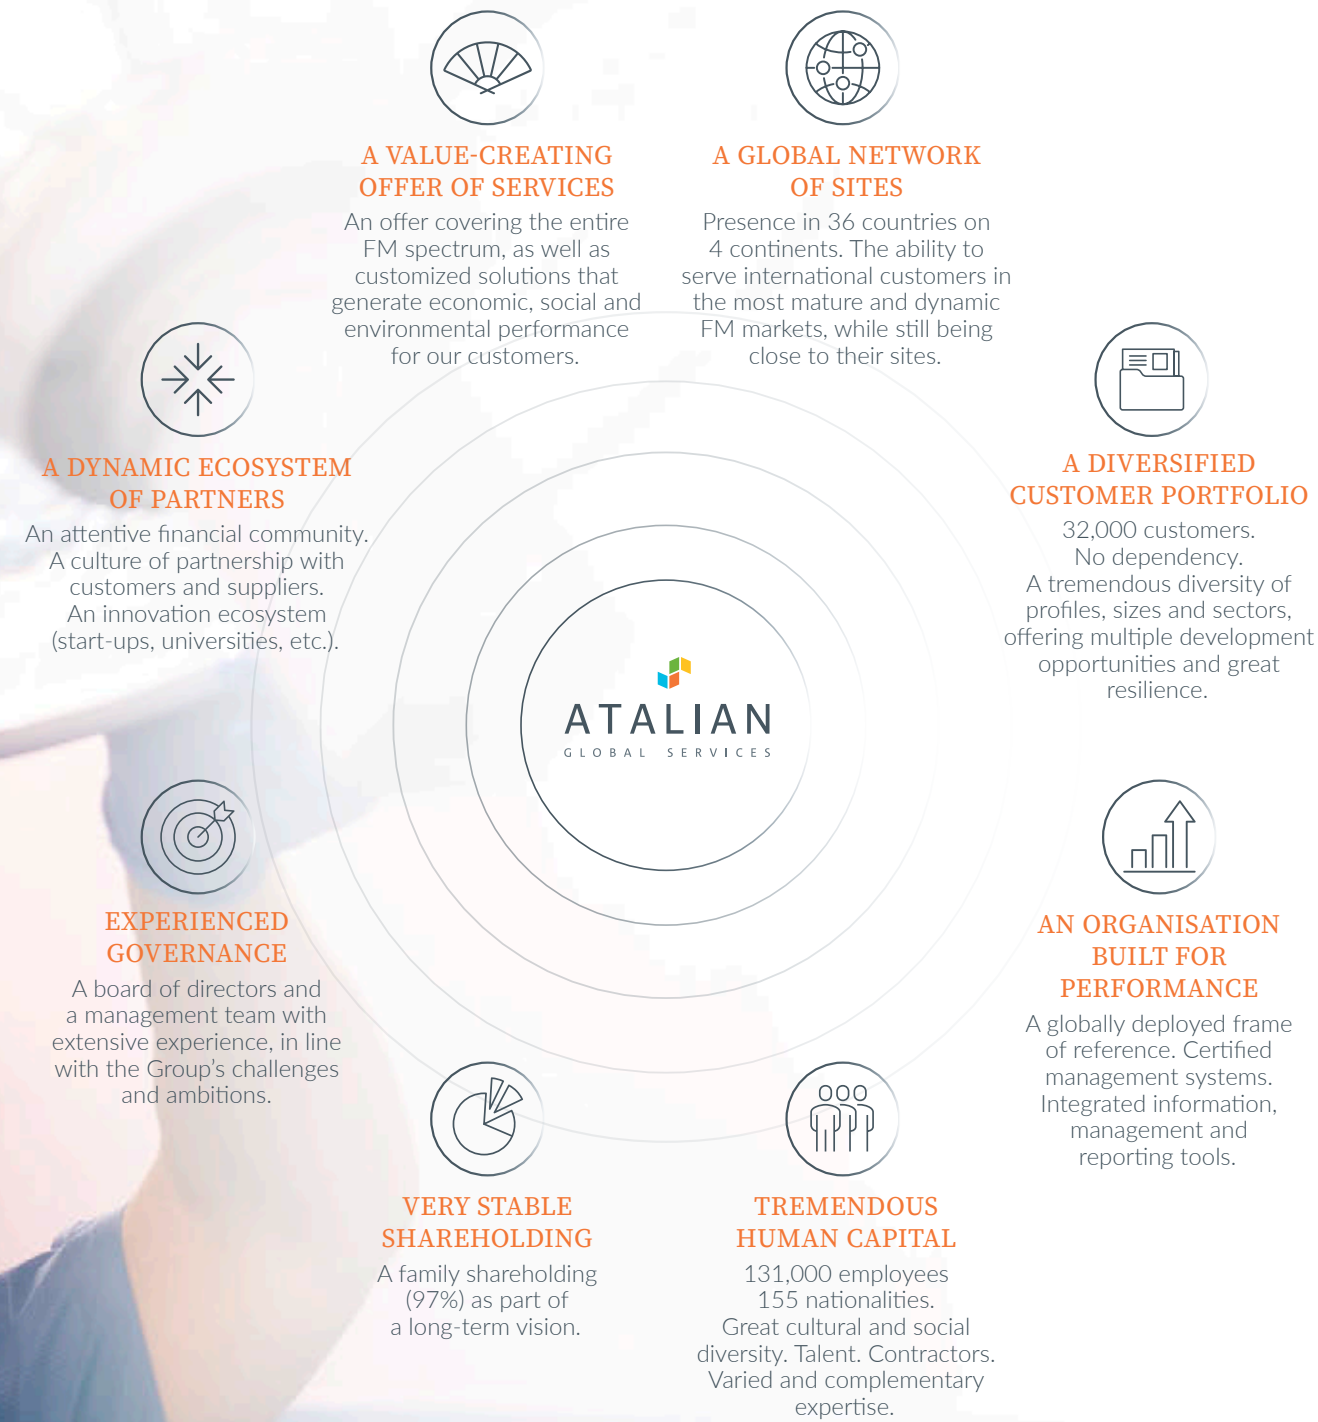 A VALUE-CREATING
OFFER OF SERVICES
An offer covering the entire
FM spectrum, as well as
customized solutions that
generate economic, social and
environmental performance
for our customers.
A GLOBAL NETWORK
OF SITES
Presence in 36 countries on
4 continents. The ability to
serve international customers in
the most mature and dynamic
FM markets, while still being
close to their sites.
A DYNAMIC ECOSYSTEM
OF PARTNERS
An attentive financial community.
A culture of partnership with
customers and suppliers.
An innovation ecosystem
(start-ups, universities, etc.).
A DIVERSIFIED
CUSTOMER PORTFOLIO
32,000 customers.
No dependency.
A tremendous diversity of
profiles, sizes and sectors,
offering multiple development
opportunities and great
resilience.
ATALIAN
GLOBAL SERVICES
EXPERIENCED
GOVERNANCE
A board of directors and
a management team with
extensive experience, in line
with the Group's challenges
and ambitions.
AN ORGANISATION
BUILT FOR
PERFORMANCE
A globally deployed frame
of reference. Certified
management systems.
Integrated information,
management and
reporting tools.
VERY STABLE
SHAREHOLDING
A family shareholding
(97%) as part of
a long-term vision.
TREMENDOUS
HUMAN CAPITAL
131,000 employees
155 nationalities.
Great cultural and social
diversity. Talent. Contractors.
Varied and complementary
expertise.